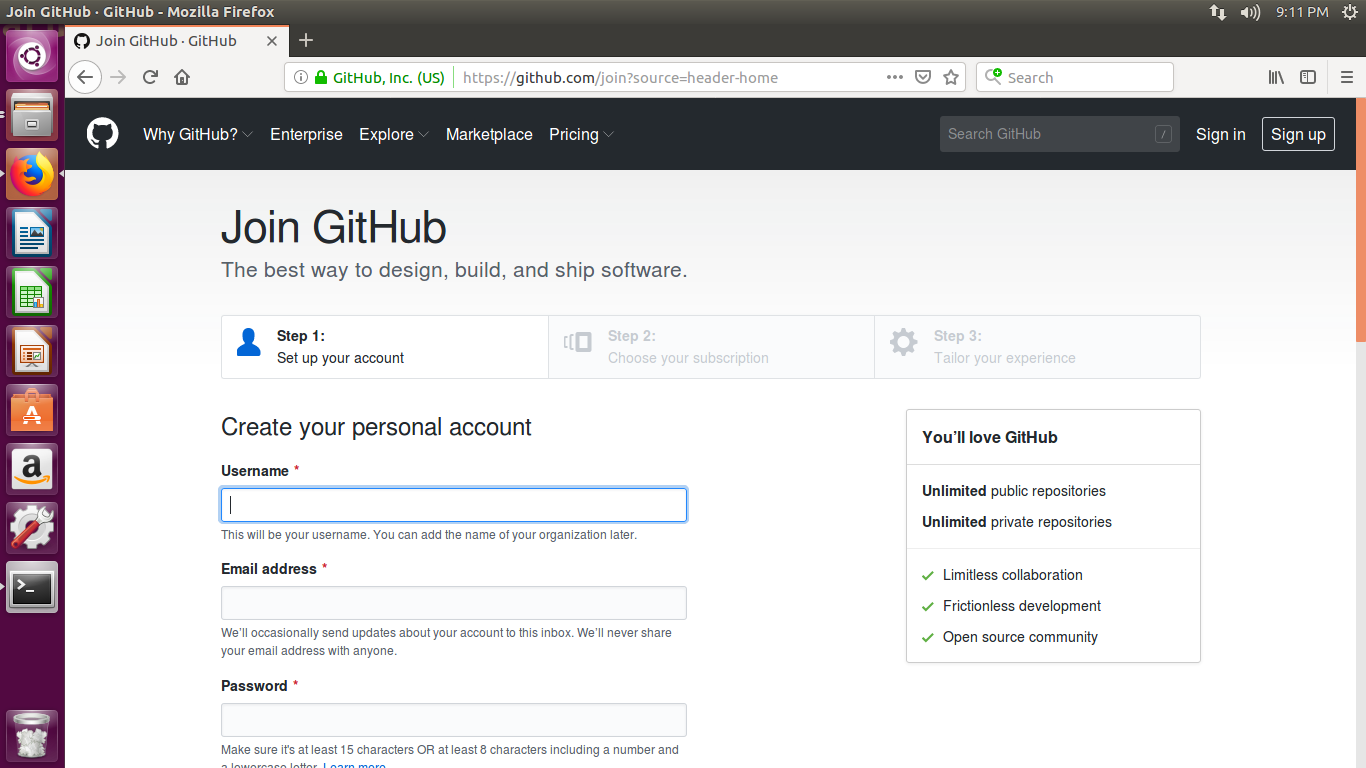 Join GitHub · GitHub - Mozilla Firefox
9:11 PM
Join GitHub · GitHub
GitHub, Inc. (US)
https://github.com/join?source=header-home
Search
Why GitHub?
Enterprise
Explore
Marketplace
Pricing
Search GitHub
/
Sign in
Sign up
Join GitHub
The best way to design, build, and ship software.
Step 1:
Set up your account
Step 2:
Choose your subscription
Step 3:
Tailor your experience
Create your personal account
Username *
This will be your username. You can add the name of your organization later.
Email address *
We’ll occasionally send updates about your account to this inbox. We’ll never share
your email address with anyone.
Password *
Make sure it's at least 15 characters OR at least 8 characters including a number and
a lowercase letter. Learn more.
You’ll love GitHub
Unlimited public repositories
Unlimited private repositories
Limitless collaboration
Frictionless development
Open source community